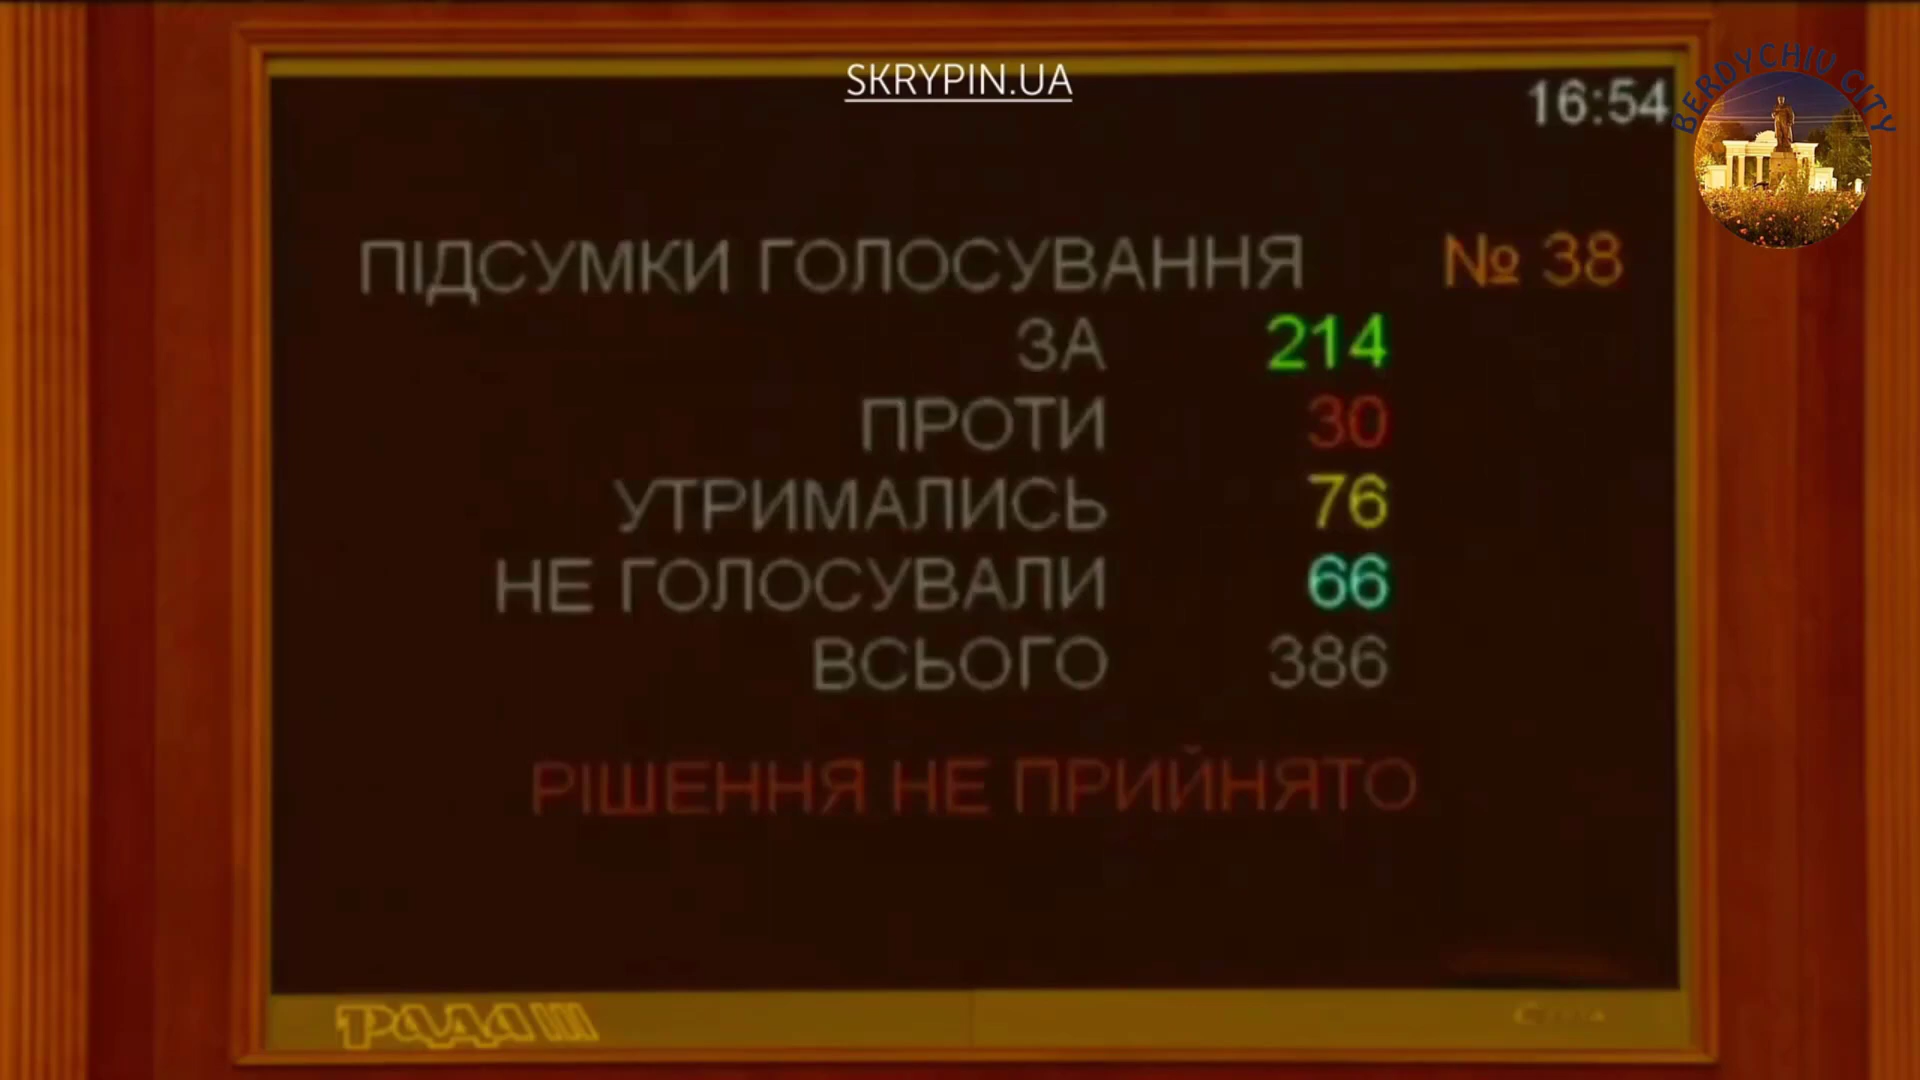 SKRYPIN.UA
16:54
BERDYCHIV CITY
ПІДСУМКИ ГОЛОСУВАННЯ № 38
ЗА 214
ПРОТИ 30
УТРИМАЛИСЬ 76
НЕ ГОЛОСУВАЛИ 66
ВСЬОГО 386
РІШЕННЯ НЕ ПРИЙНЯТО
РАДА III